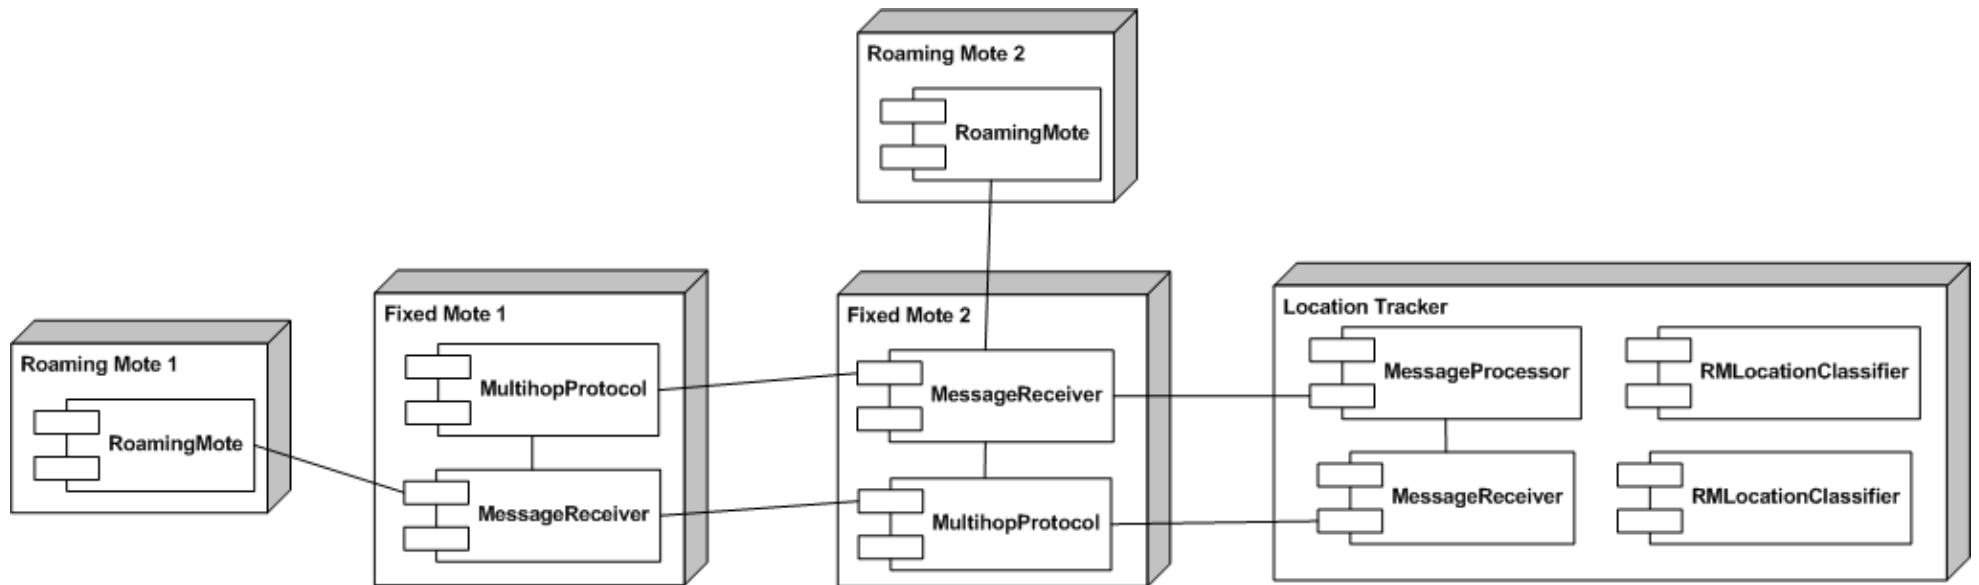 Roaming Mote 2
RoamingMote
Roaming Mote 1
RoamingMote
Fixed Mote 1
MultihopProtocol
MessageReceiver
Fixed Mote 2
MessageReceiver
MultihopProtocol
Location Tracker
MessageProcessor
RMLocationClassifier
MessageReceiver
RMLocationClassifier